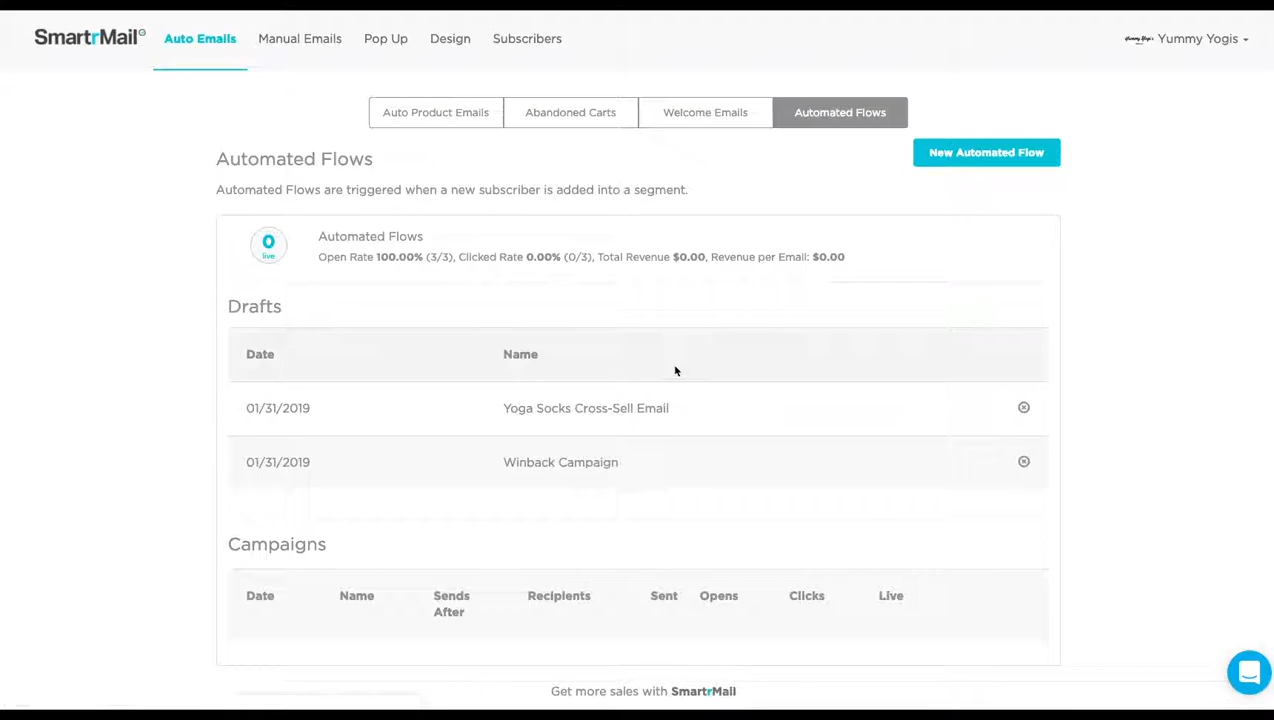 SmartrMail
Auto Emails
Manual Emails
Pop Up
Design
Subscribers
Yummy Yogis
Auto Product Emails
Abandoned Carts
Welcome Emails
Automated Flows
Automated Flows
New Automated Flow
Automated Flows are triggered when a new subscriber is added into a segment.
0
live
Automated Flows
Open Rate 100.00% (3/3), Clicked Rate 0.00% (0/3), Total Revenue $0.00, Revenue per Email: $0.00
Drafts
Date Name
01/31/2019 Yoga Socks Cross-Sell Email
01/31/2019 Winback Campaign
Campaigns
Date Name Sends After Recipients Sent Opens Clicks Live
Get more sales with SmartrMail